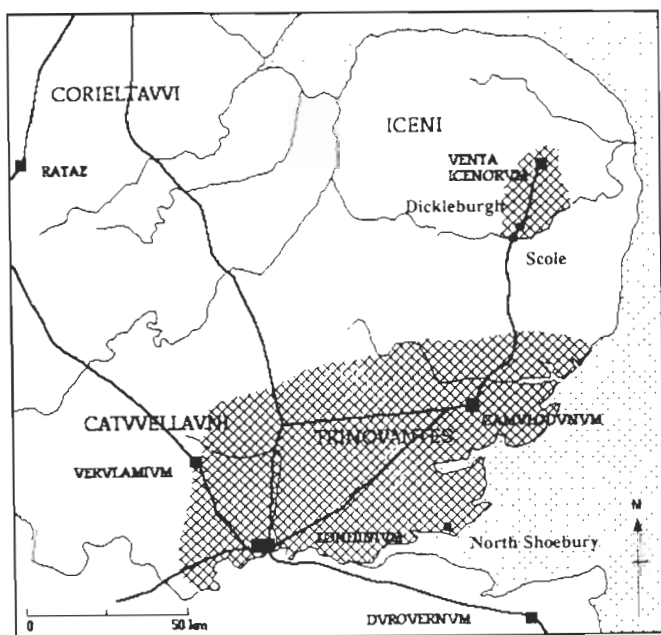 CORIELTAVVI
ICENI
RATAE
VENTA
ICENORVM
Dickleburgh
Scole
CATVVELLAVNI
TRINOVANTES
CAMVLODVNVM
VERVLAMIVM
LONDINIVM
North Shoebury
N
0
50 km
DVROVERNVM